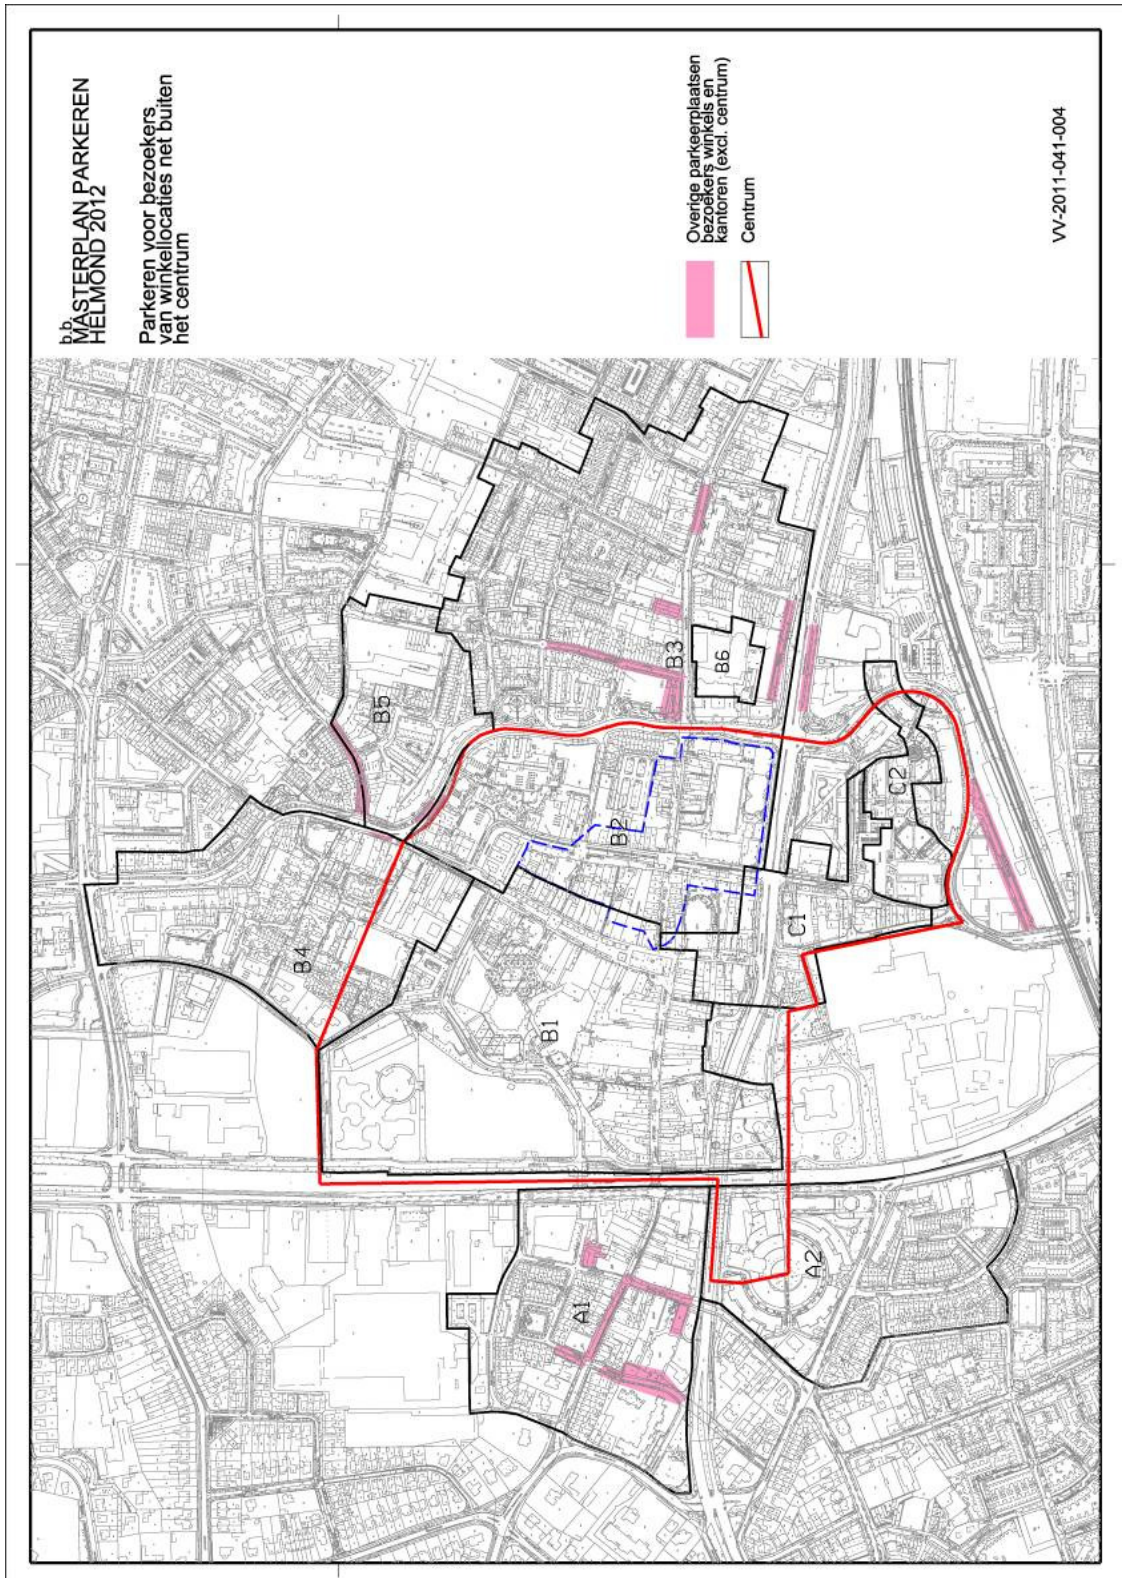 b.b.
MASTERPLAN PARKEREN
HELMOND 2012
Parkeren voor bezoekers
van winkellocaties net buiten
het centrum
Overige parkeerplaatsen
bezoekers winkels en
kantoren (excl. centrum)
Centrum
VV-2011-041-004
B5
B4
B3
B6
B2
B1
C2
C1
A1
A2